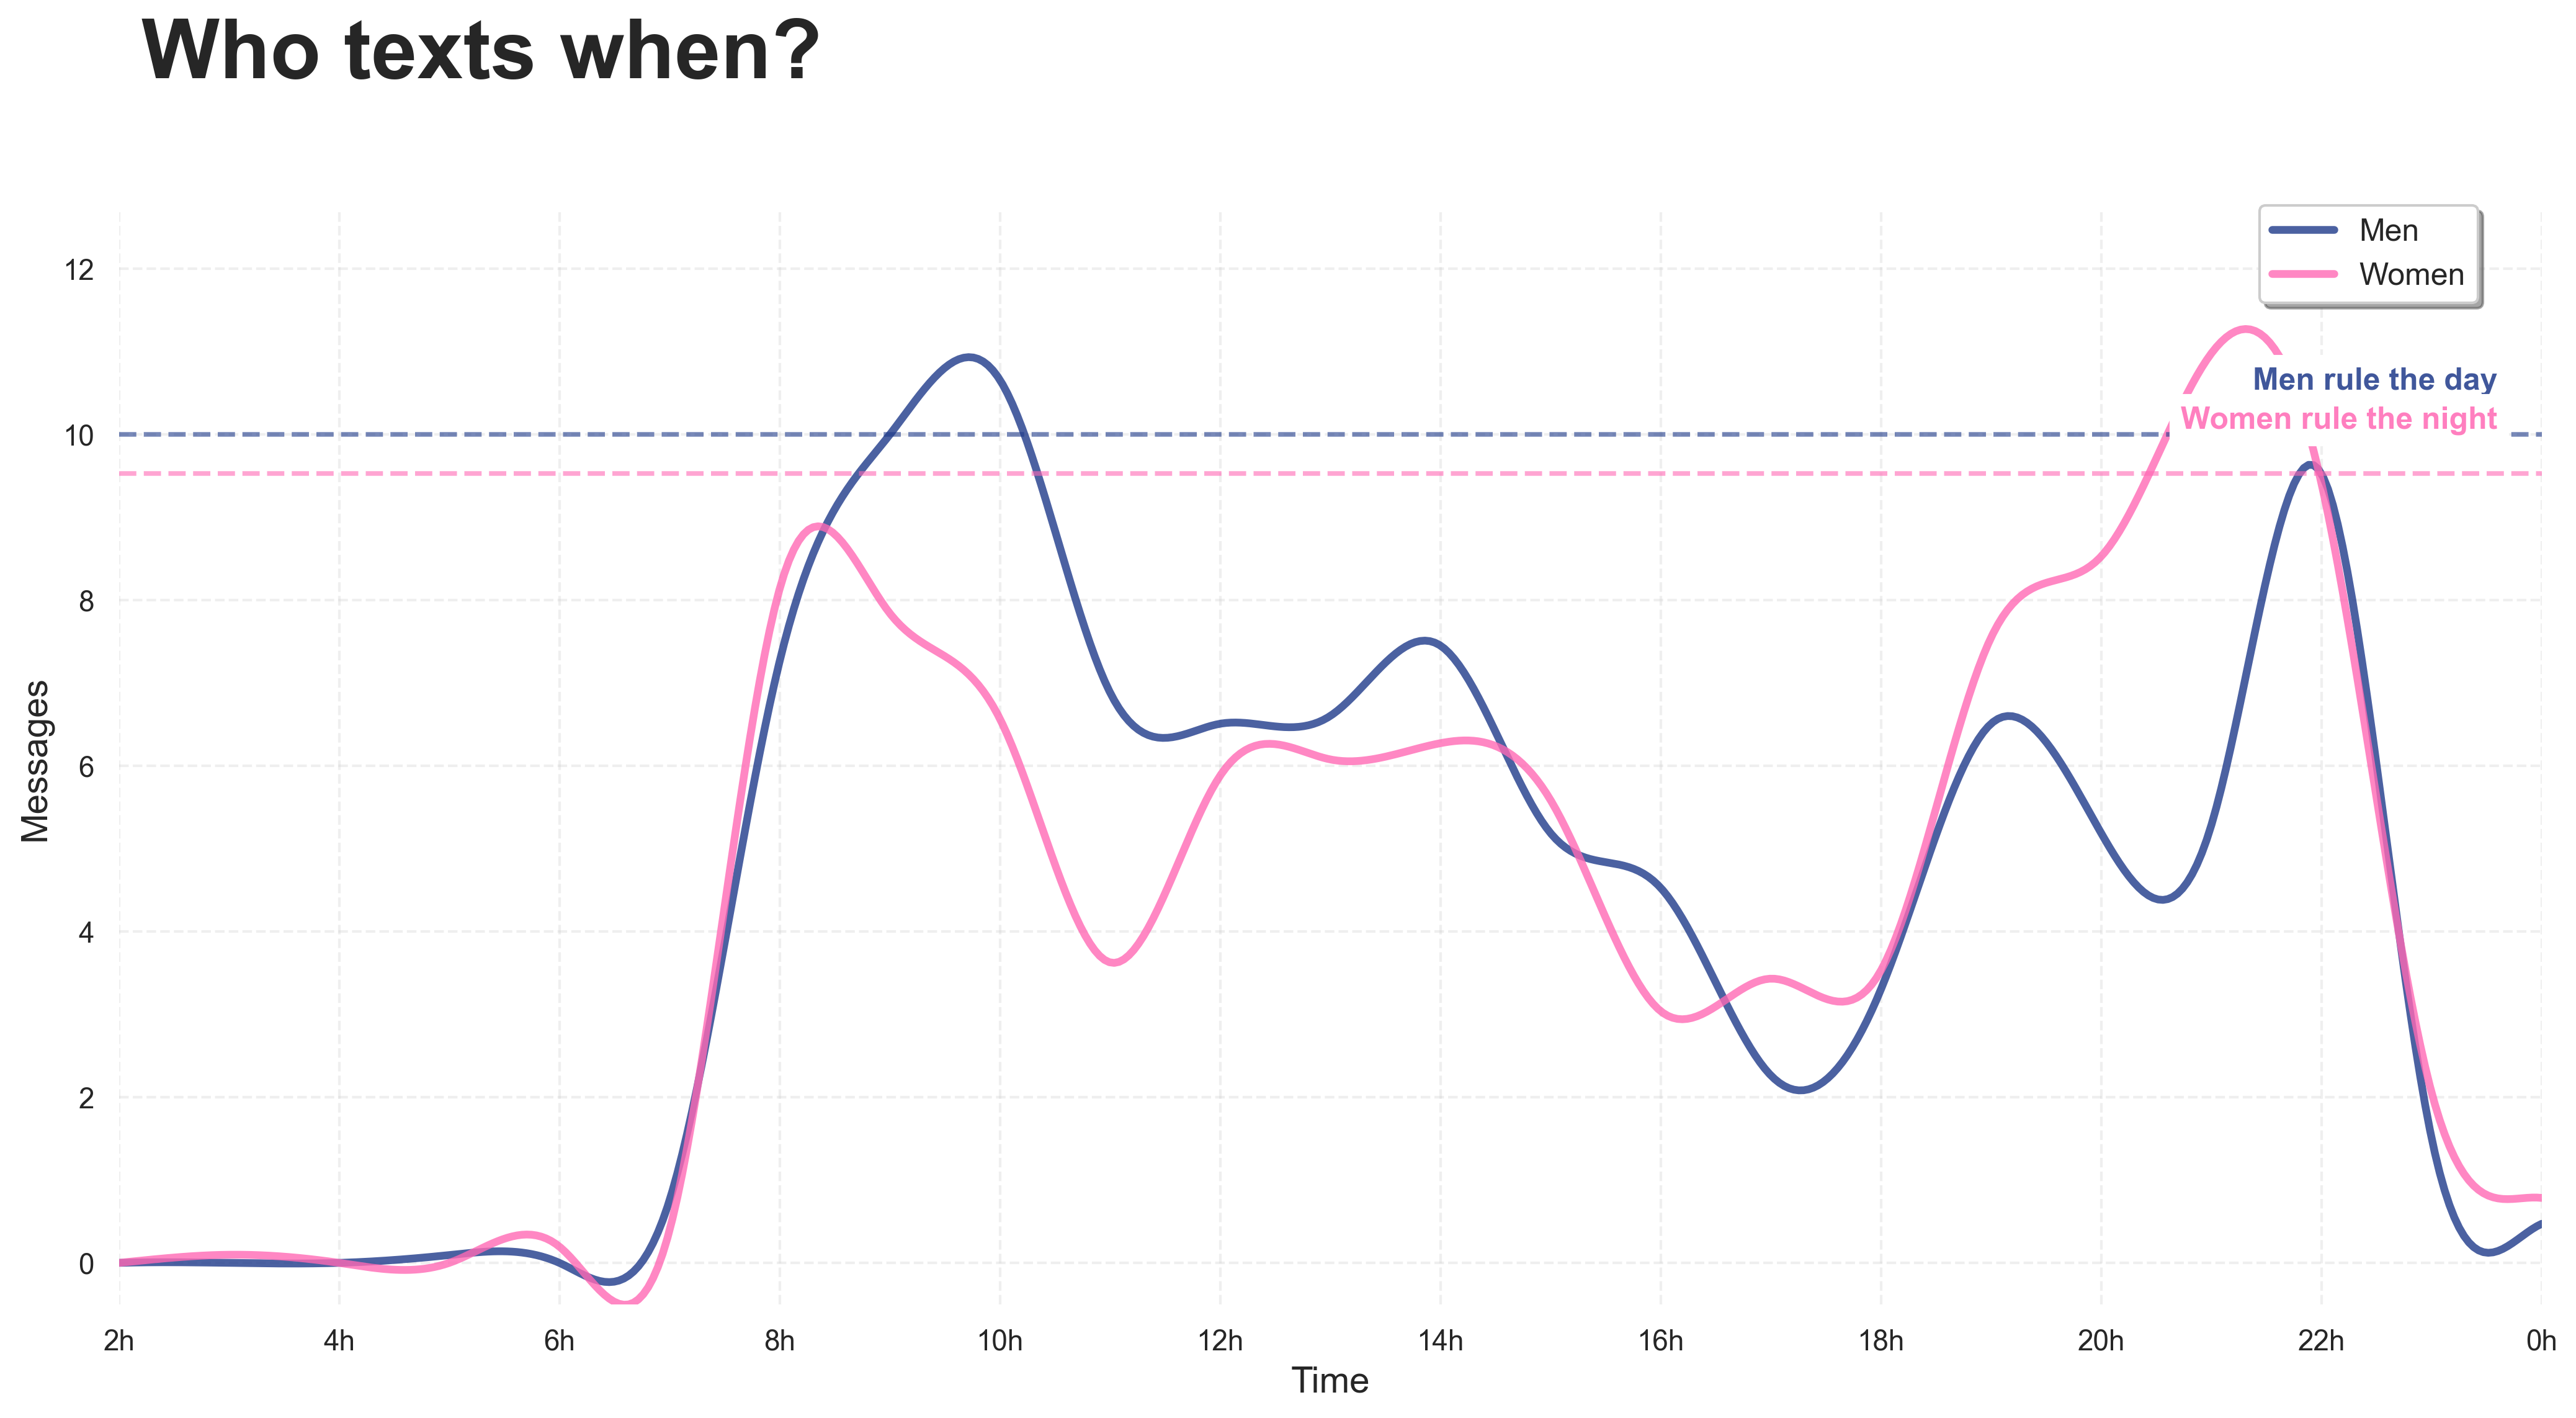 Who texts when?
Men
Women
Men rule the day
Women rule the night
12
10
8
6
4
2
0
Messages
2h
4h
6h
8h
10h
12h
14h
16h
18h
20h
22h
0h
Time